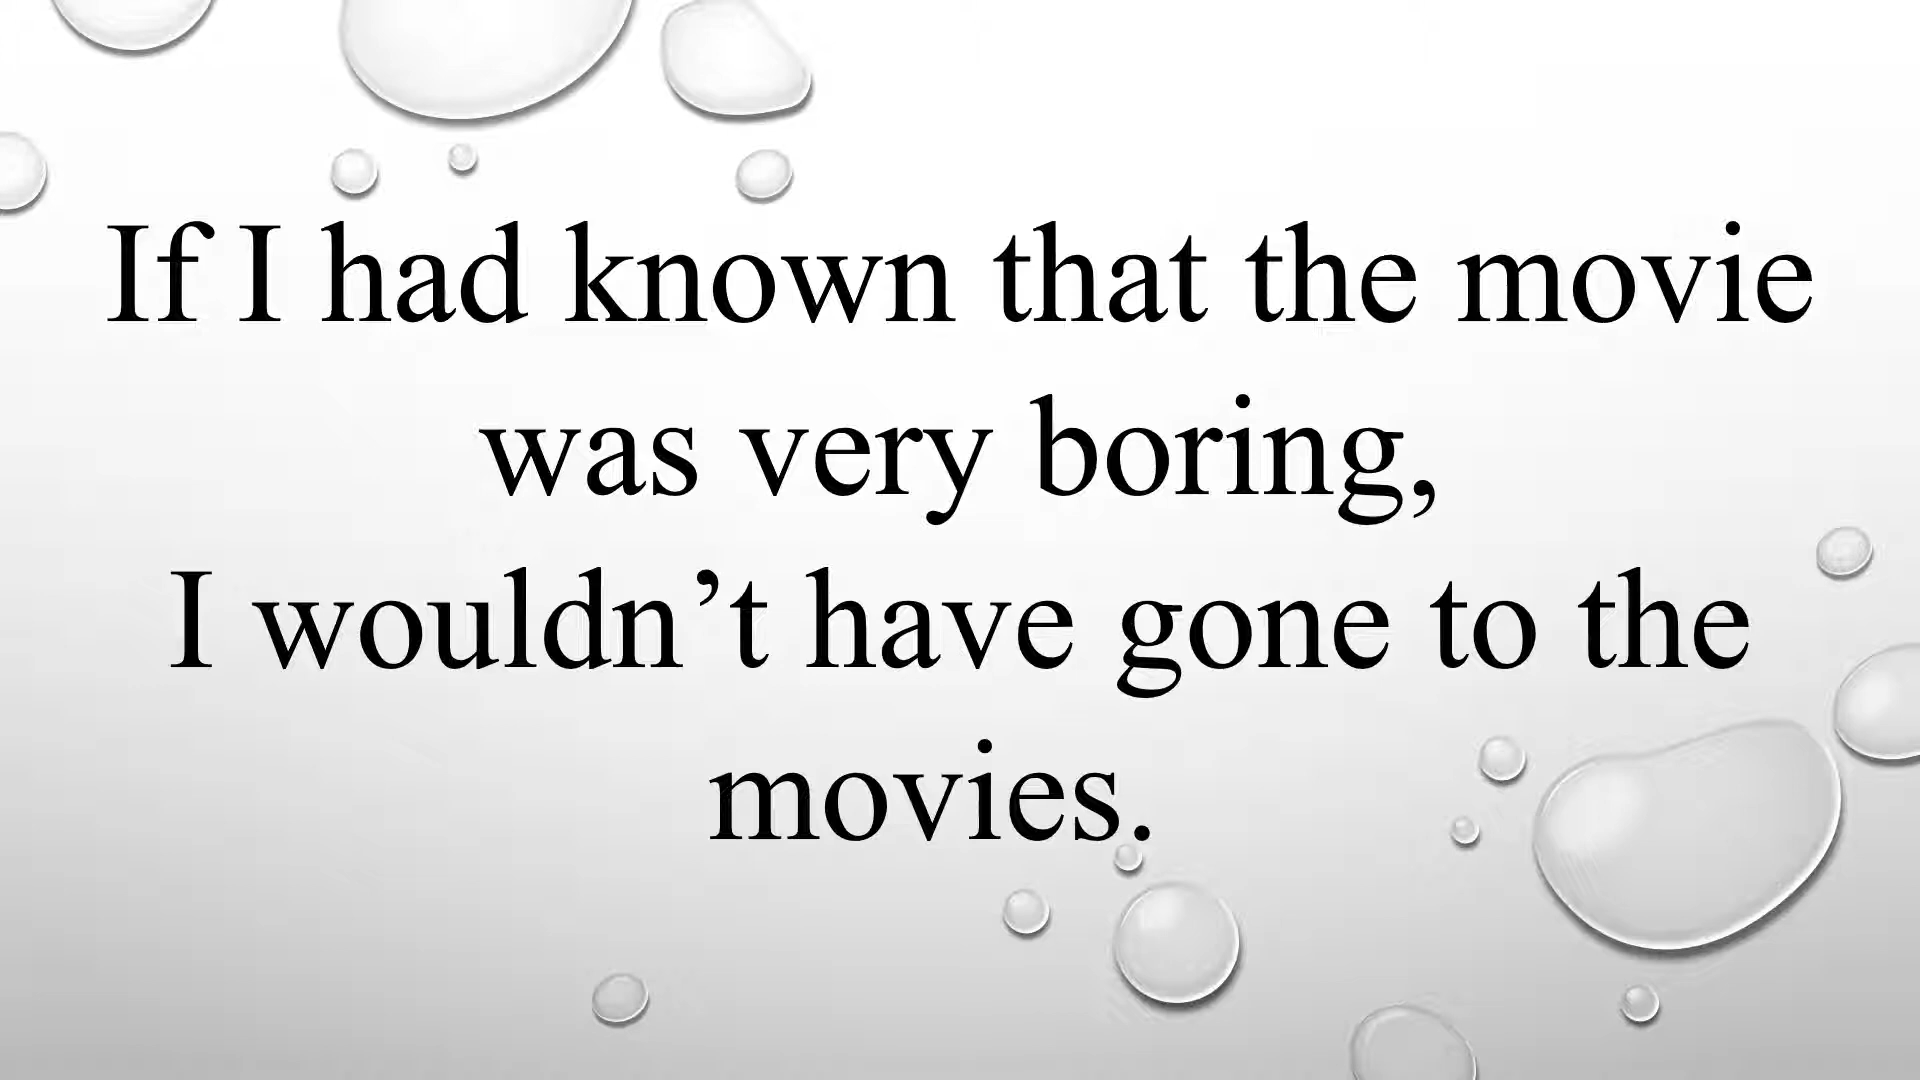 If I had known that the movie
was very boring,
I wouldn’t have gone to the
movies.